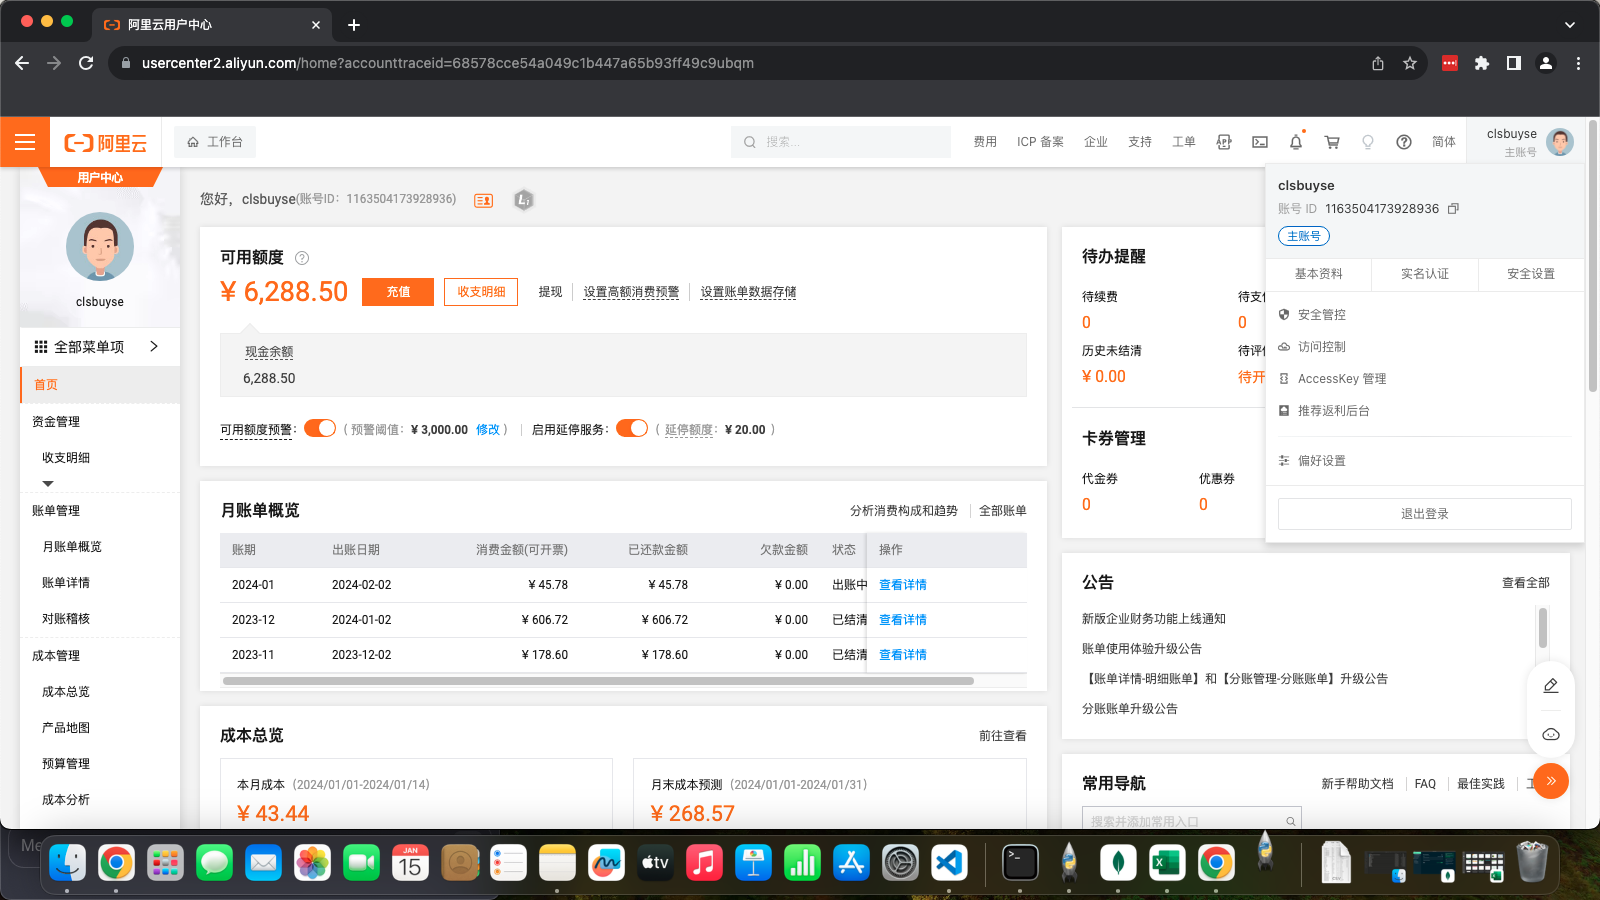 阿里云用户中心
usercenter2.aliyun.com/home?accounttraceid=68578cce54a049c1b447a65b93ff49c9ubqm
阿里云
工作台
搜索...
费用
ICP 备案
企业
支持
工单
简体
clsbuyse
主账号
用户中心
clsbuyse
全部菜单项
首页
资金管理
收支明细
账单管理
月账单概览
账单详情
对账稽核
成本管理
成本总览
产品地图
预算管理
成本分析
您好，clsbuyse(账号ID：1163504173928936)
可用额度
¥ 6,288.50
充值
收支明细
提现
设置高额消费预警
设置账单数据存储
现金余额
6,288.50
可用额度预警：
( 预警阈值：¥ 3,000.00 修改 )
启用延停服务：
( 延停额度：¥ 20.00 )
月账单概览
分析消费构成和趋势
全部账单
账期 出账日期 消费金额(可开票) 已还款金额 欠款金额 状态 操作
2024-01 2024-02-02 ¥ 45.78 ¥ 45.78 ¥ 0.00 出账中 查看详情
2023-12 2024-01-02 ¥ 606.72 ¥ 606.72 ¥ 0.00 已结清 查看详情
2023-11 2023-12-02 ¥ 178.60 ¥ 178.60 ¥ 0.00 已结清 查看详情
成本总览
前往查看
本月成本 (2024/01/01-2024/01/14)
¥ 43.44
月末成本预测 (2024/01/01-2024/01/31)
¥ 268.57
待办提醒
待续费
0
待支
0
历史未结清
¥ 0.00
待评
待开
卡券管理
代金券
0
优惠券
0
clsbuyse
账号 ID 1163504173928936
主账号
基本资料
实名认证
安全设置
安全管控
访问控制
AccessKey 管理
推荐返利后台
偏好设置
退出登录
公告
查看全部
新版企业财务功能上线通知
账单使用体验升级公告
【账单详情-明细账单】和【分账管理-分账账单】升级公告
分账账单升级公告
常用导航
新手帮助文档
FAQ
最佳实践
搜索并添加常用入口
JAN
15
tv